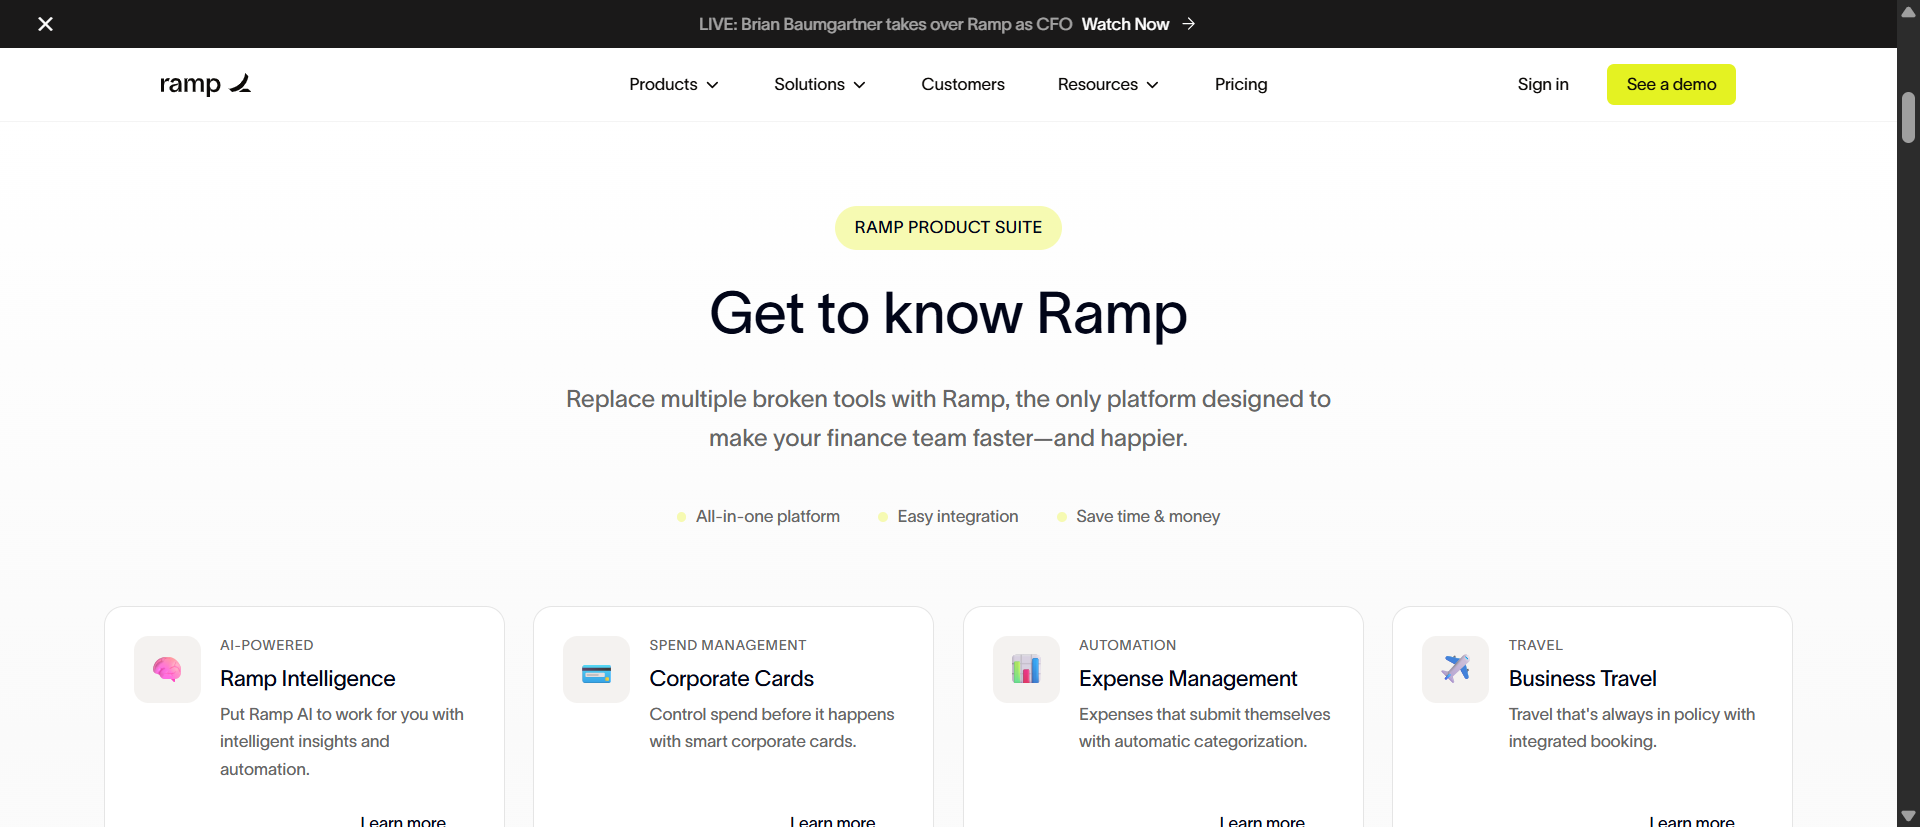 LIVE: Brian Baumgartner takes over Ramp as CFO Watch Now
ramp
Products
Solutions
Customers
Resources
Pricing
Sign in
See a demo
RAMP PRODUCT SUITE
Get to know Ramp
Replace multiple broken tools with Ramp, the only platform designed to
make your finance team faster—and happier.
All-in-one platform
Easy integration
Save time & money
AI-POWERED
Ramp Intelligence
Put Ramp AI to work for you with
intelligent insights and
automation.
Learn more
SPEND MANAGEMENT
Corporate Cards
Control spend before it happens
with smart corporate cards.
Learn more
AUTOMATION
Expense Management
Expenses that submit themselves
with automatic categorization.
Learn more
TRAVEL
Business Travel
Travel that's always in policy with
integrated booking.
Learn more